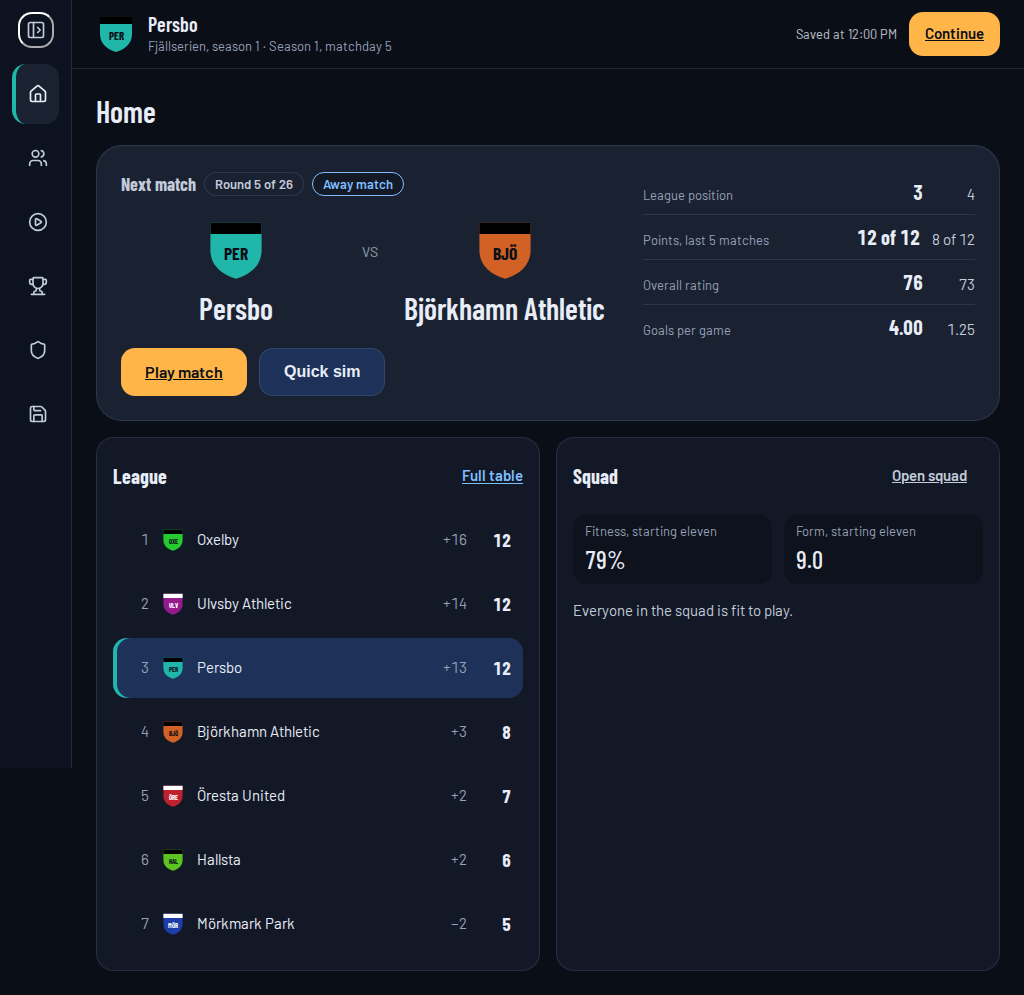 PER
Persbo
Fjällserien, season 1 · Season 1, matchday 5
Saved at 12:00 PM
Continue
Home
Next match
Round 5 of 26
Away match
PER
VS
BJÖ
Persbo
Björkhamn Athletic
Play match
Quick sim
League position 3 4
Points, last 5 matches 12 of 12 8 of 12
Overall rating 76 73
Goals per game 4.00 1.25
League
Full table
1 OXE Oxelby +16 12
2 ULV Ulvsby Athletic +14 12
3 PER Persbo +13 12
4 BJÖ Björkhamn Athletic +3 8
5 ÖRE Öresta United +2 7
6 HAL Hallsta +2 6
7 MÖR Mörkmark Park −2 5
Squad
Open squad
Fitness, starting eleven
79%
Form, starting eleven
9.0
Everyone in the squad is fit to play.